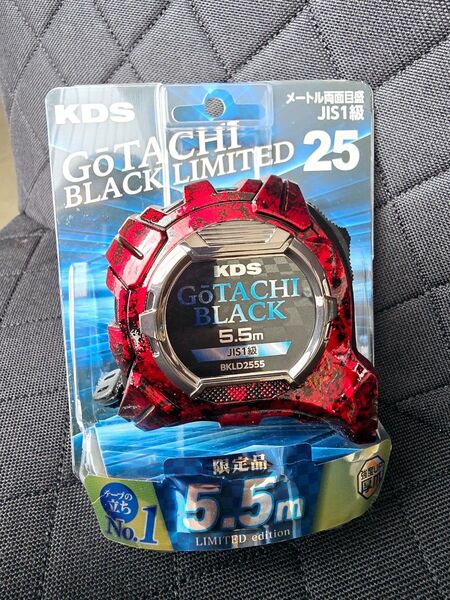 KDS
メートル両面目盛
JIS1級
GōTACHI
BLACK LIMITED
25
KDS
GōTACHI
BLACK
5.5m
JIS1級
BKLD2555
限定品
5.5m
LIMITED edition
テープの
立ち
No.1